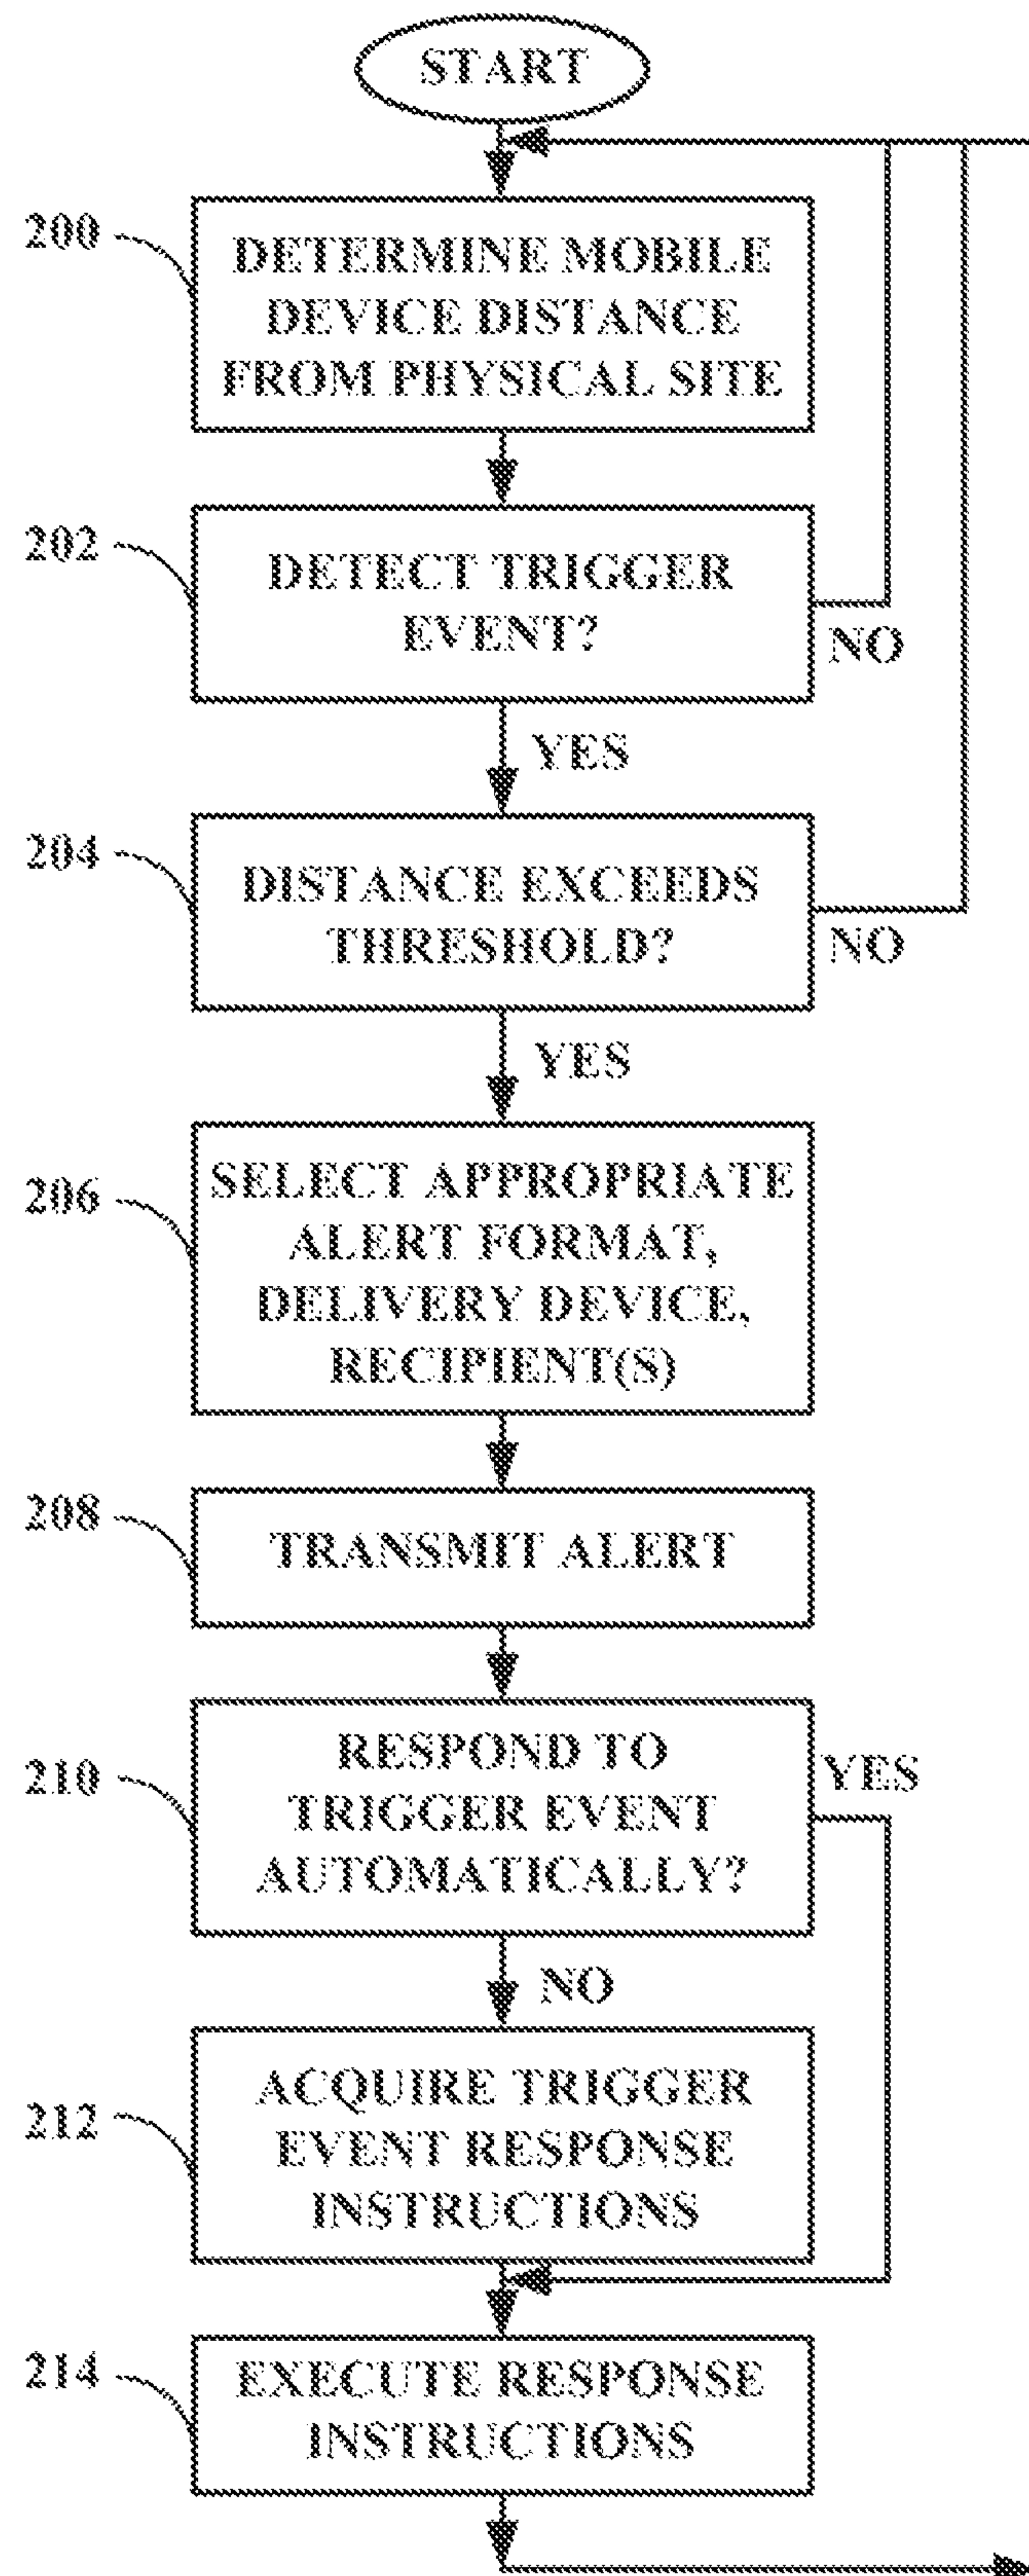 START
200
DETERMINE MOBILE
DEVICE DISTANCE
FROM PHYSICAL SITE
202
DETECT TRIGGER
EVENT?
NO
YES
204
DISTANCE EXCEEDS
THRESHOLD?
NO
YES
206
SELECT APPROPRIATE
ALERT FORMAT,
DELIVERY DEVICE,
RECIPIENT(S)
208
TRANSMIT ALERT
210
RESPOND TO
TRIGGER EVENT
AUTOMATICALLY?
YES
NO
212
ACQUIRE TRIGGER
EVENT RESPONSE
INSTRUCTIONS
214
EXECUTE RESPONSE
INSTRUCTIONS